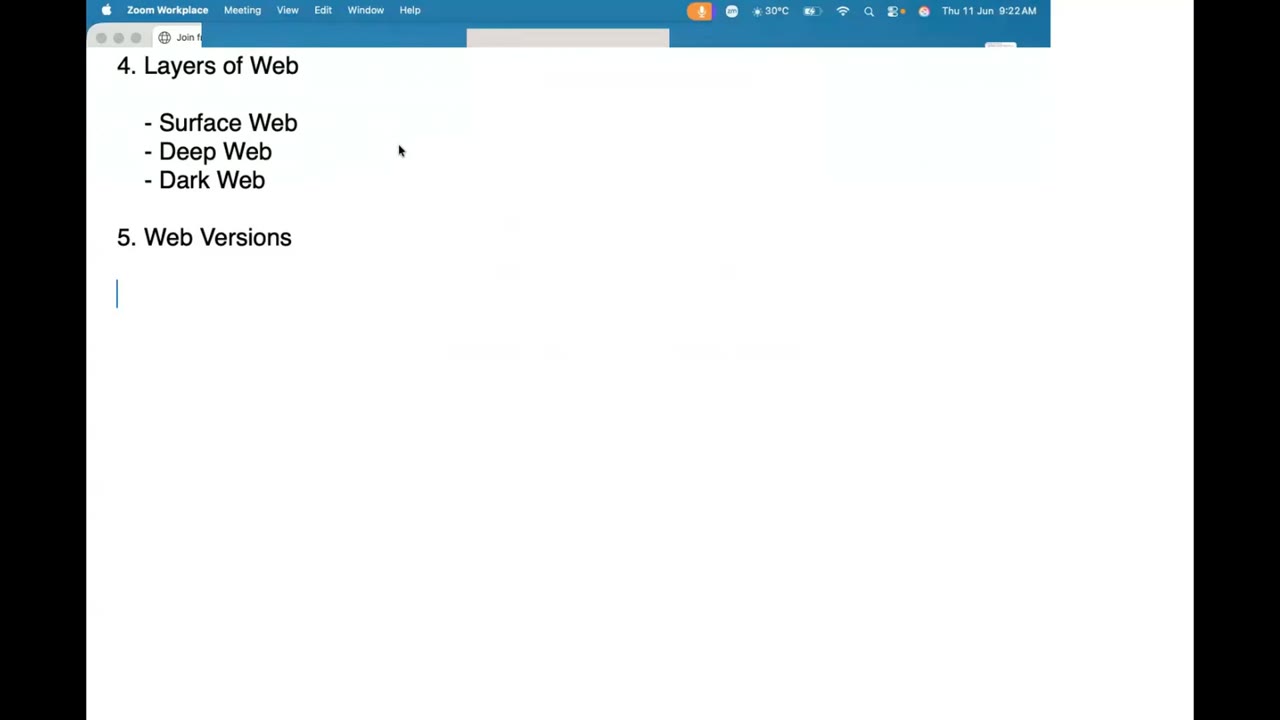 Zoom Workplace Meeting View Edit Window Help 30°C Thu 11 Jun 9:22 AM
Join
4. Layers of Web
- Surface Web
- Deep Web
- Dark Web
5. Web Versions